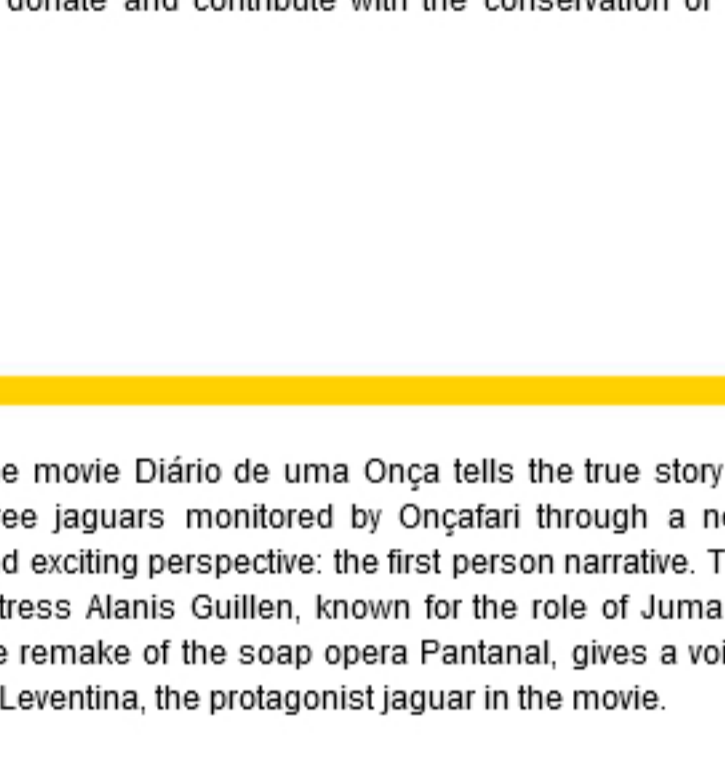 donate and contribute with the conservation of
e movie Diário de uma Onça tells the true story
ee jaguars monitored by Onçafari through a
d exciting perspective: the first person narrative. T
tress Alanis Guillen, known for the role of Juma
e remake of the soap opera Pantanal, gives a
Leventina, the protagonist jaguar in the movie.